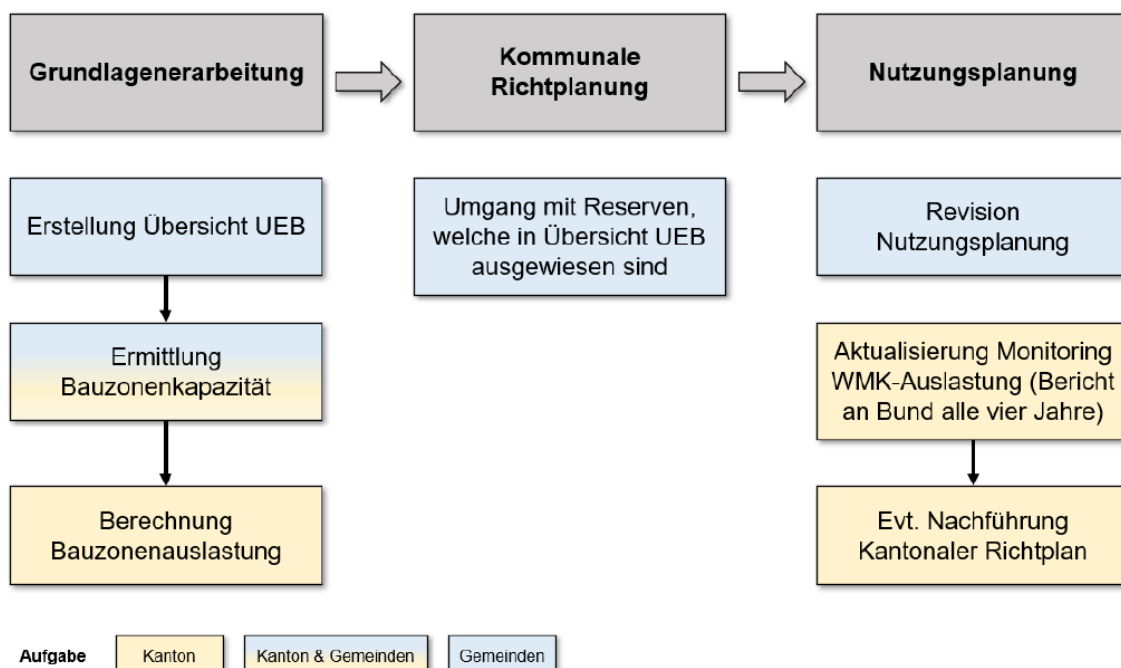 Grundlagenerarbeitung
Kommunale
Richtplanung
Nutzungsplanung
Erstellung Übersicht UEB
Ermittlung
Bauzonenkapazität
Berechnung
Bauzonenauslastung
Umgang mit Reserven,
welche in Übersicht UEB
ausgewiesen sind
Revision
Nutzungsplanung
Aktualisierung Monitoring
WMK-Auslastung (Bericht
an Bund alle vier Jahre)
Evt. Nachführung
Kantonaler Richtplan
Aufgabe
Kanton
Kanton & Gemeinden
Gemeinden